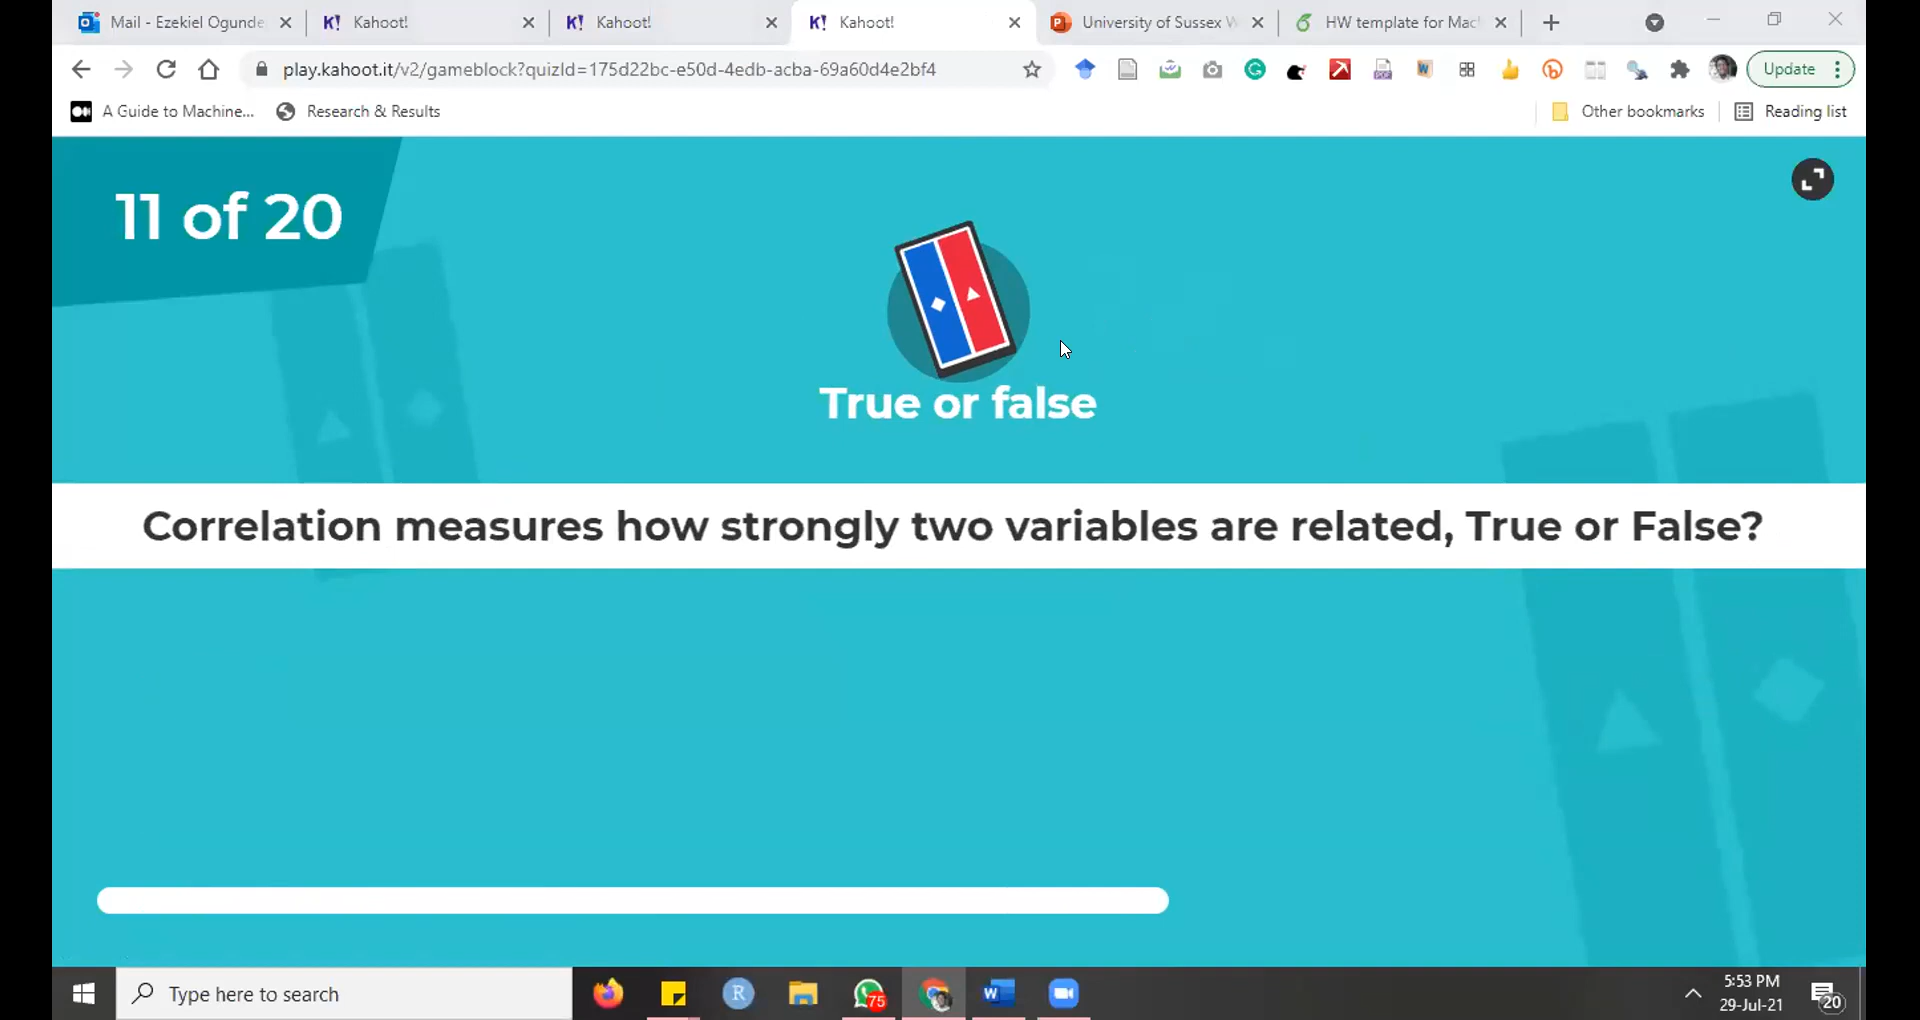 Mail - Ezekiel Ogunde
K! Kahoot!
K! Kahoot!
K! Kahoot!
University of Sussex W
HW template for Mac
play.kahoot.it/v2/gameblock?quizId=175d22bc-e50d-4edb-acba-69a60d4e2bf4
Update
A Guide to Machine...
Research & Results
Other bookmarks
Reading list
11 of 20
True or false
Correlation measures how strongly two variables are related, True or False?
Type here to search
75
5:53 PM
29-Jul-21
20